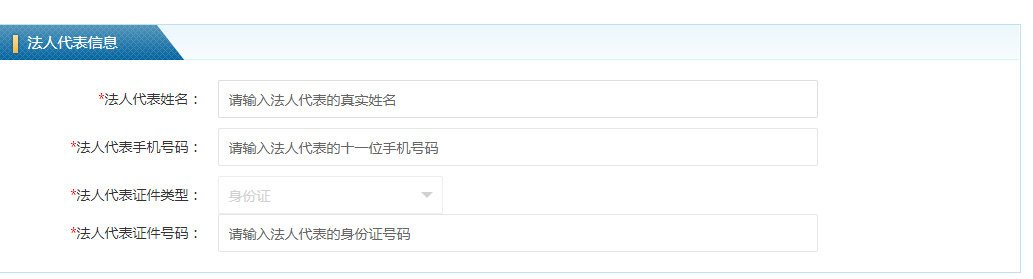 法人代表信息
*法人代表姓名： 请输入法人代表的真实姓名
*法人代表手机号码： 请输入法人代表的十一位手机号码
*法人代表证件类型： 身份证
*法人代表证件号码： 请输入法人代表的身份证号码